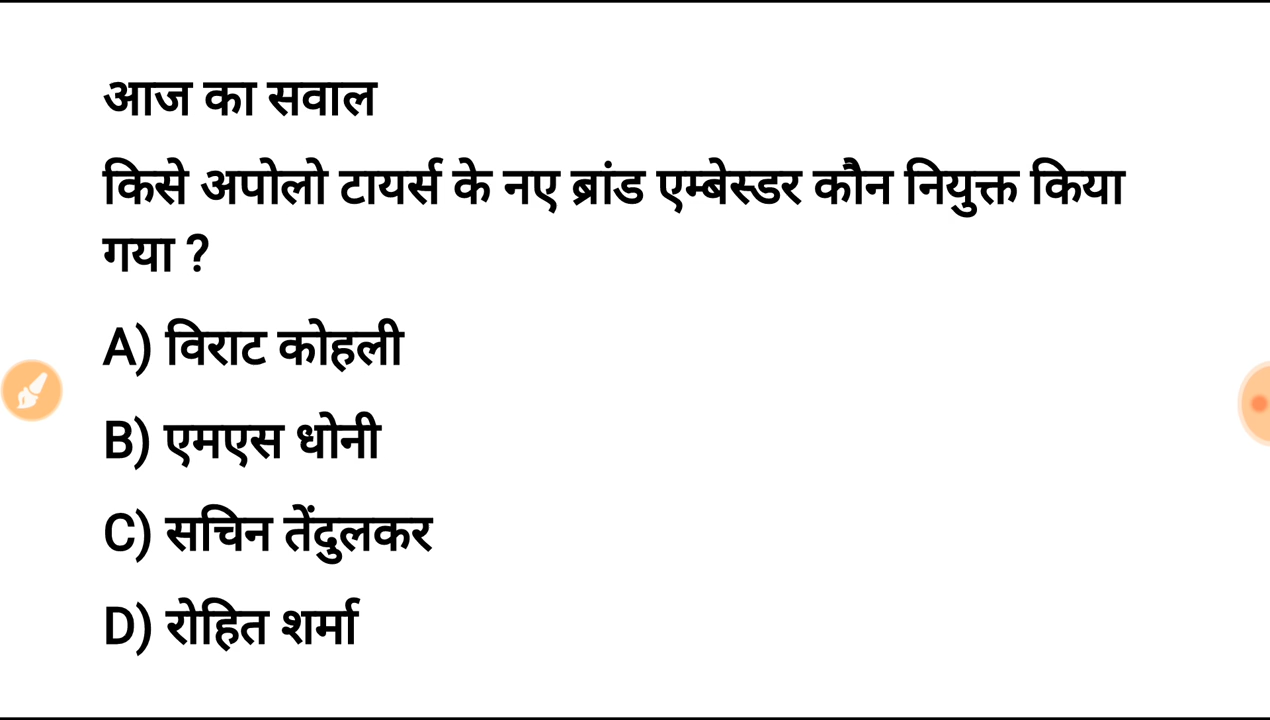 आज का सवाल
किसे अपोलो टायर्स के नए ब्रांड एम्बेस्डर कौन नियुक्त किया
गया ?
A) विराट कोहली
B) एमएस धोनी
C) सचिन तेंदुलकर
D) रोहित शर्मा